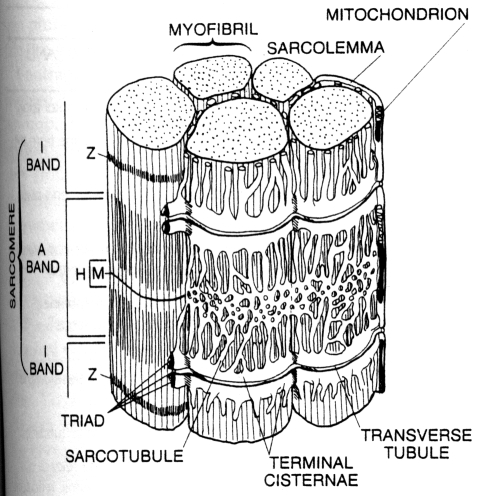 MITOCHONDRION
MYOFIBRIL
SARCOLEMMA
I
BAND
Z
SARCOMERE
A
BAND
H M
I
BAND
Z
TRIAD
SARCOTUBULE
TERMINAL
CISTERNAE
TRANSVERSE
TUBULE